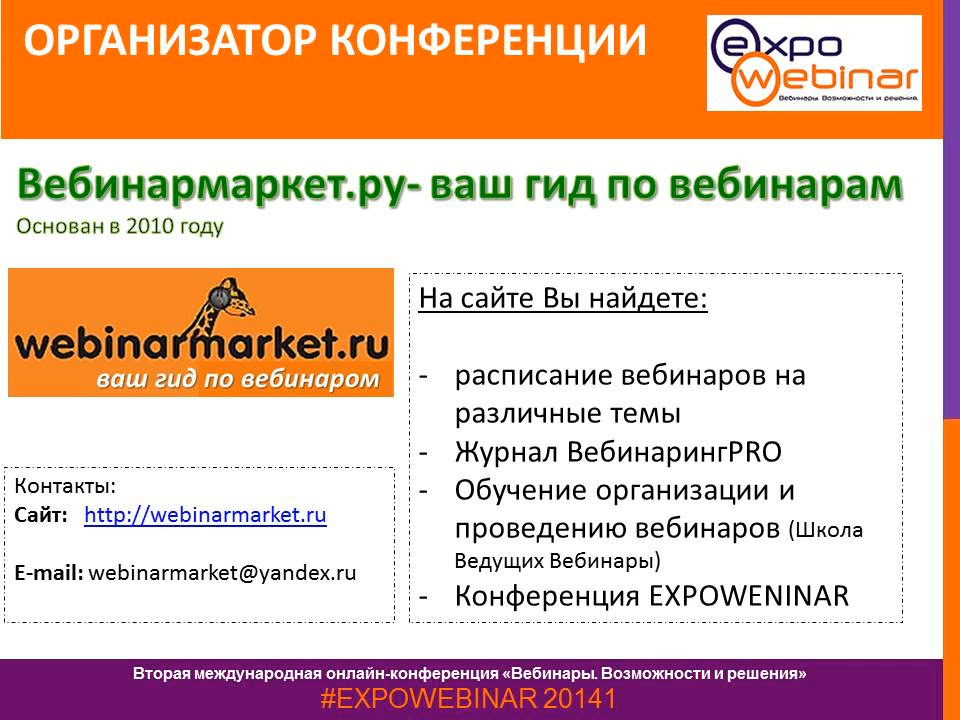 ОРГАНИЗАТОР КОНФЕРЕНЦИИ
expo
webinar
Вебинары. Возможности и решения.
Вебинармаркет.ру- ваш гид по вебинарам
Основан в 2010 году
webinarmarket.ru
ваш гид по вебинаром
Контакты:
Сайт: http://webinarmarket.ru
E-mail: webinarmarket@yandex.ru
На сайте Вы найдете:
- расписание вебинаров на
различные темы
- Журнал ВебинарингPRO
- Обучение организации и
проведению вебинаров (Школа
Ведущих Вебинары)
- Конференция EXPOWENINAR
Вторая международная онлайн-конференция «Вебинары. Возможности и решения»
#EXPOWEBINAR 20141